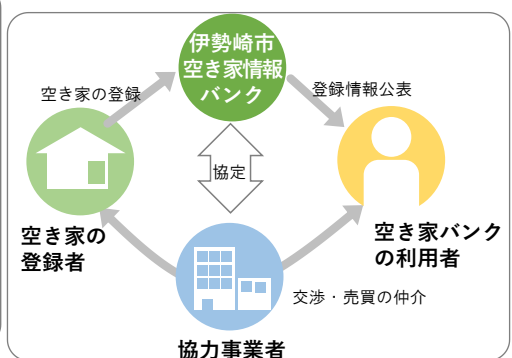 伊勢崎市
空き家情報
バンク
空き家の登録
登録情報公表
協定
空き家の
登録者
空き家バンク
の利用者
交渉・売買の仲介
協力事業者